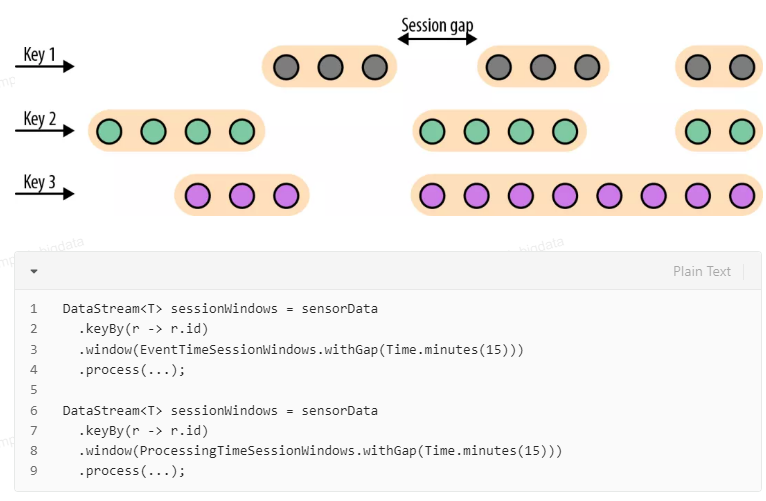 Session gap
Key 1
Key 2
Key 3
biodata
biodata
Plain Text
1 DataStream<T> sessionWindows = sensorData
2 .keyBy(r -> r.id)
3 .window(EventTimeSessionWindows.withGap(Time.minutes(15)))
4 .process(...);
5
6 DataStream<T> sessionWindows = sensorData
7 .keyBy(r -> r.id)
8 .window(ProcessingTimeSessionWindows.withGap(Time.minutes(15)))
9 .process(...);